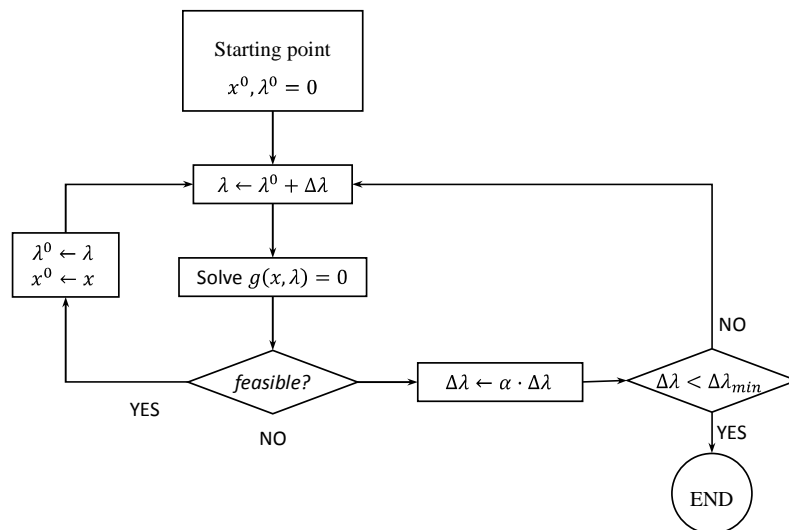 Starting point
x⁰, λ⁰ = 0
λ ← λ⁰ + Δλ
λ⁰ ← λ
x⁰ ← x
Solve g(x, λ) = 0
NO
feasible?
Δλ ← α · Δλ
Δλ < Δλₘᵢₙ
YES
NO
YES
END